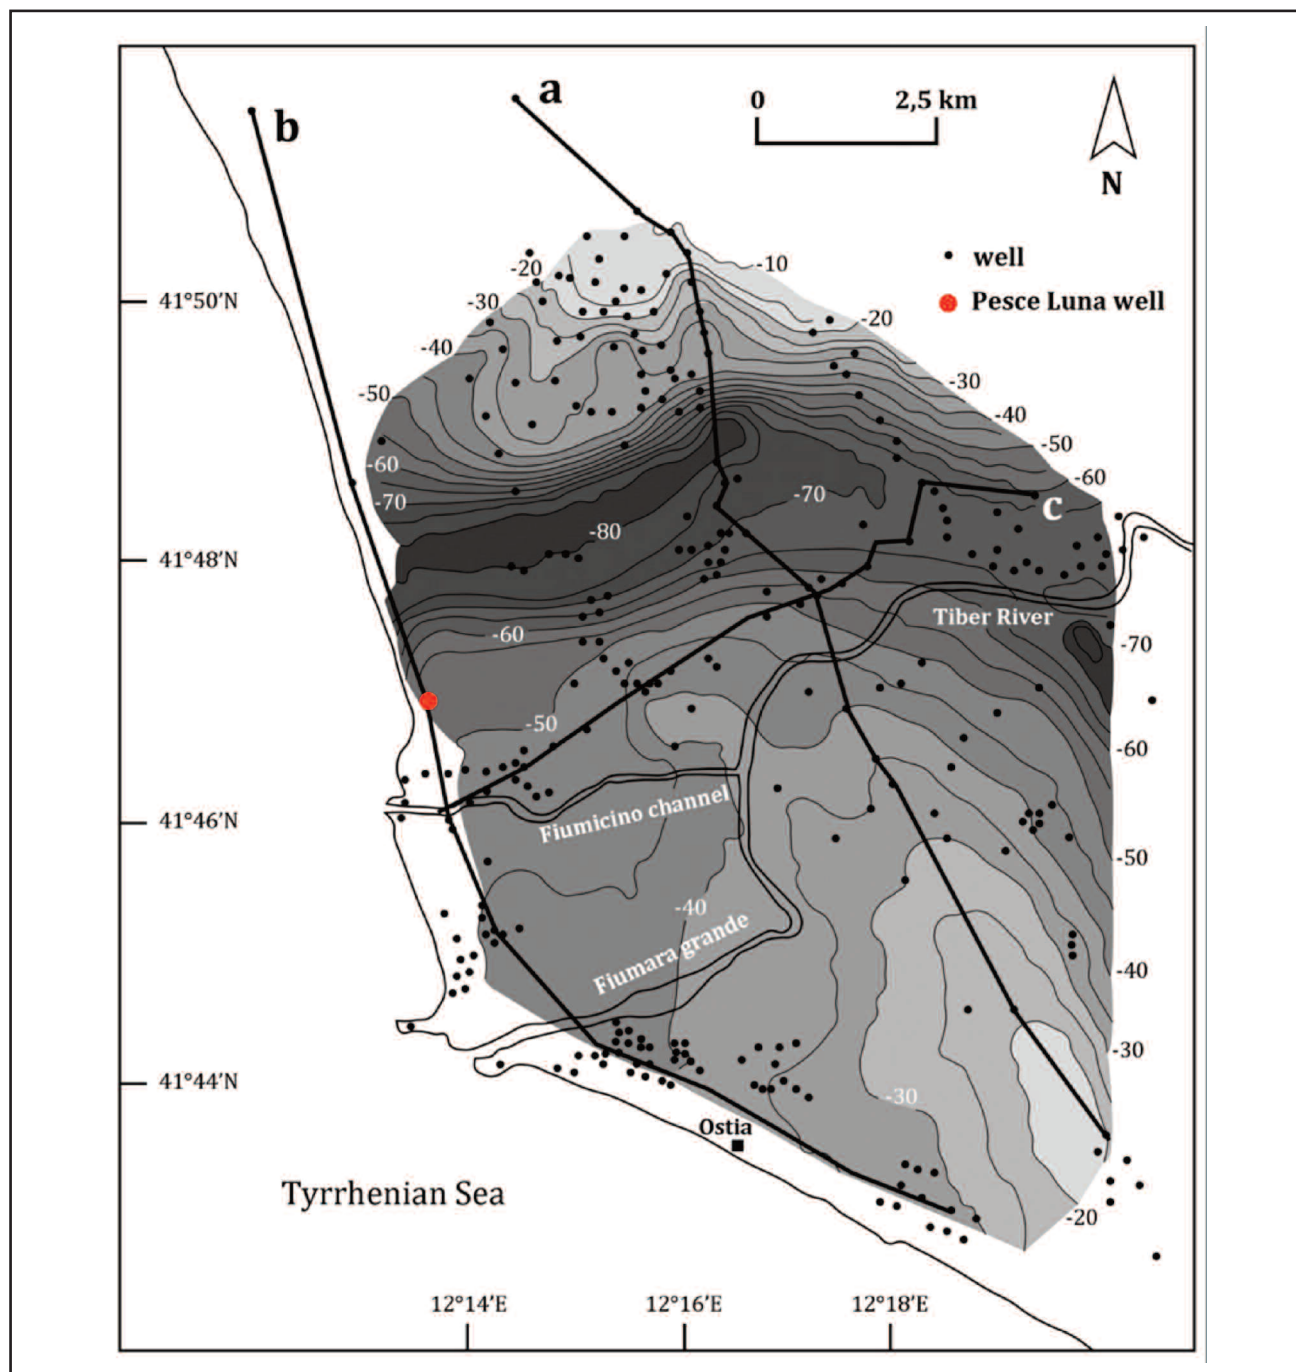 a
b
0 2,5 km
N
well
Pesce Luna well
-10
-20
-20
-30
-30
-40
-40
-50
-50
-60
-60
-70
-70
-80
c
41°50′N
41°48′N
41°46′N
41°44′N
Tiber River
-60
-70
-50
-60
Fiumicino channel
-50
-40
Fiumara grande
-40
-30
-30
Ostia
Tyrrhenian Sea
-20
12°14′E 12°16′E 12°18′E